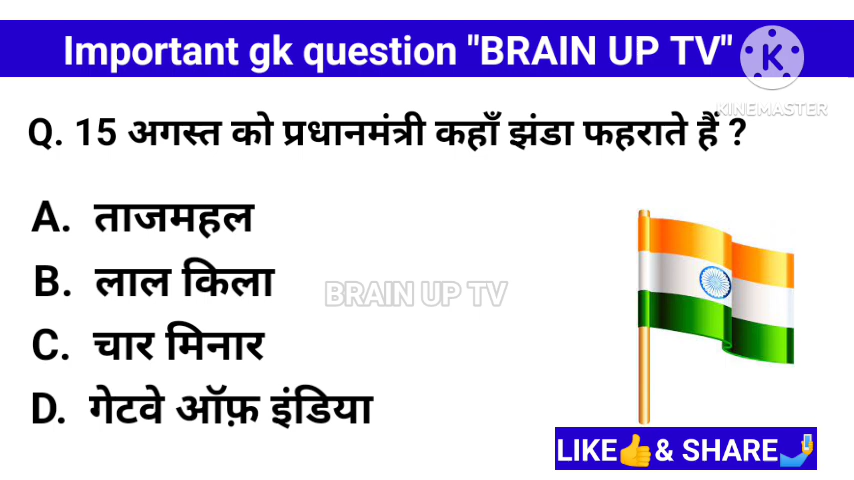 Important gk question "BRAIN UP TV"
K
KINEMASTER
Q. 15 अगस्त को प्रधानमंत्री कहाँ झंडा फहराते हैं ?
A. ताजमहल
B. लाल किला
BRAIN UP TV
C. चार मिनार
D. गेटवे ऑफ़ इंडिया
LIKE👍& SHARE🤳